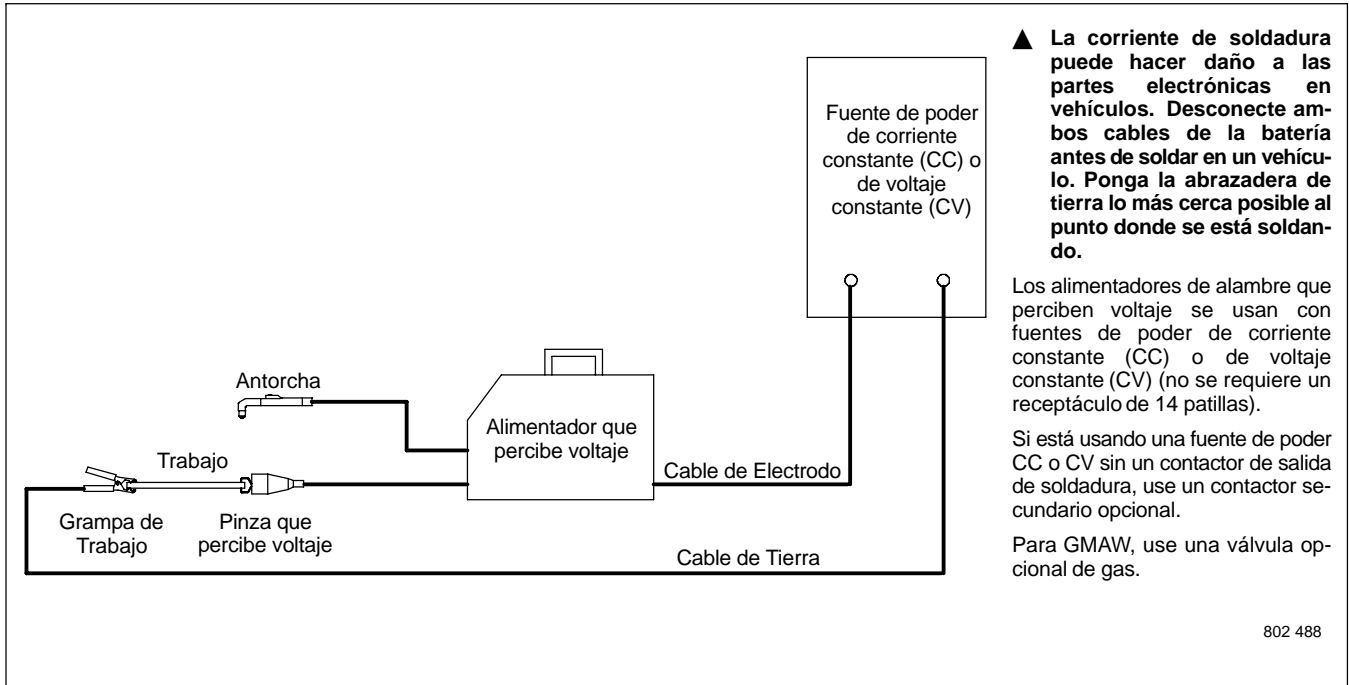 Fuente de poder
de corriente
constante (CC) o
de voltaje
constante (CV)
Antorcha
Alimentador que
percibe voltaje
Trabajo
Cable de Electrodo
Grampa de
Trabajo
Pinza que
percibe voltaje
Cable de Tierra
▲ La corriente de soldadura
puede hacer daño a las
partes electrónicas en
vehículos. Desconecte am-
bos cables de la batería
antes de soldar en un vehícu-
lo. Ponga la abrazadera de
tierra lo más cerca posible al
punto donde se está soldan-
do.
Los alimentadores de alambre que
perciben voltaje se usan con
fuentes de poder de corriente
constante (CC) o de voltaje
constante (CV) (no se requiere un
receptáculo de 14 patillas).
Si está usando una fuente de poder
CC o CV sin un contactor de salida
de soldadura, use un contactor se-
cundario opcional.
Para GMAW, use una válvula op-
cional de gas.
802 488